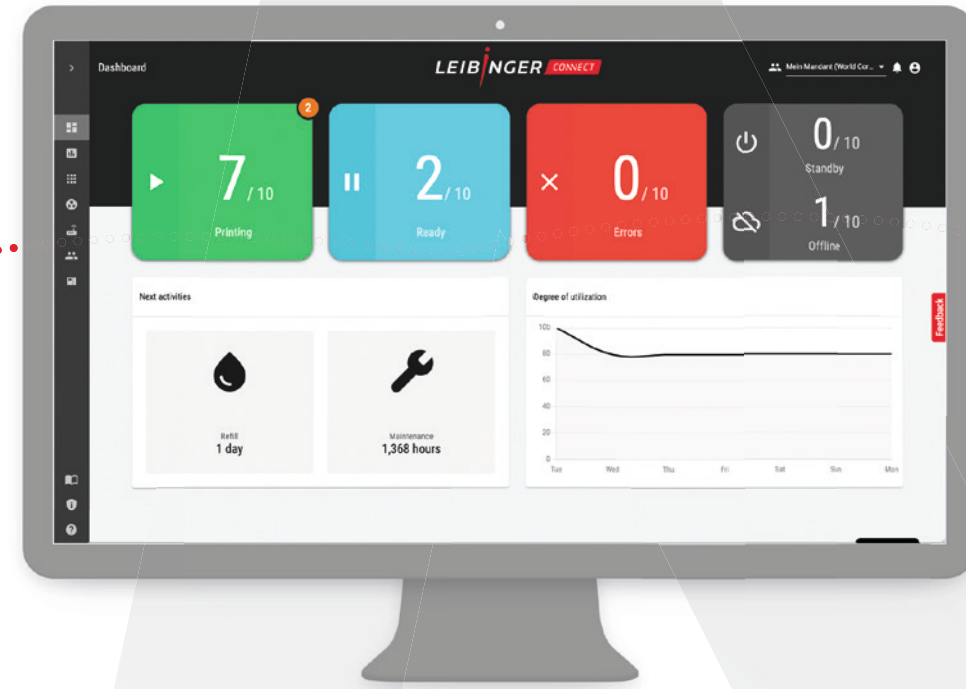 Dashboard
LEIBINGER CONNECT
Mein Mandant (World Cor...
2
7 / 10
Printing
2 / 10
Ready
0 / 10
Errors
0 / 10
Standby
1 / 10
Offline
Next activities
Refill
1 day
Maintenance
1,368 hours
Degree of utilization
100
80
60
40
20
0
Tue Wed Thu Fri Sat Sun Mon
Feedback